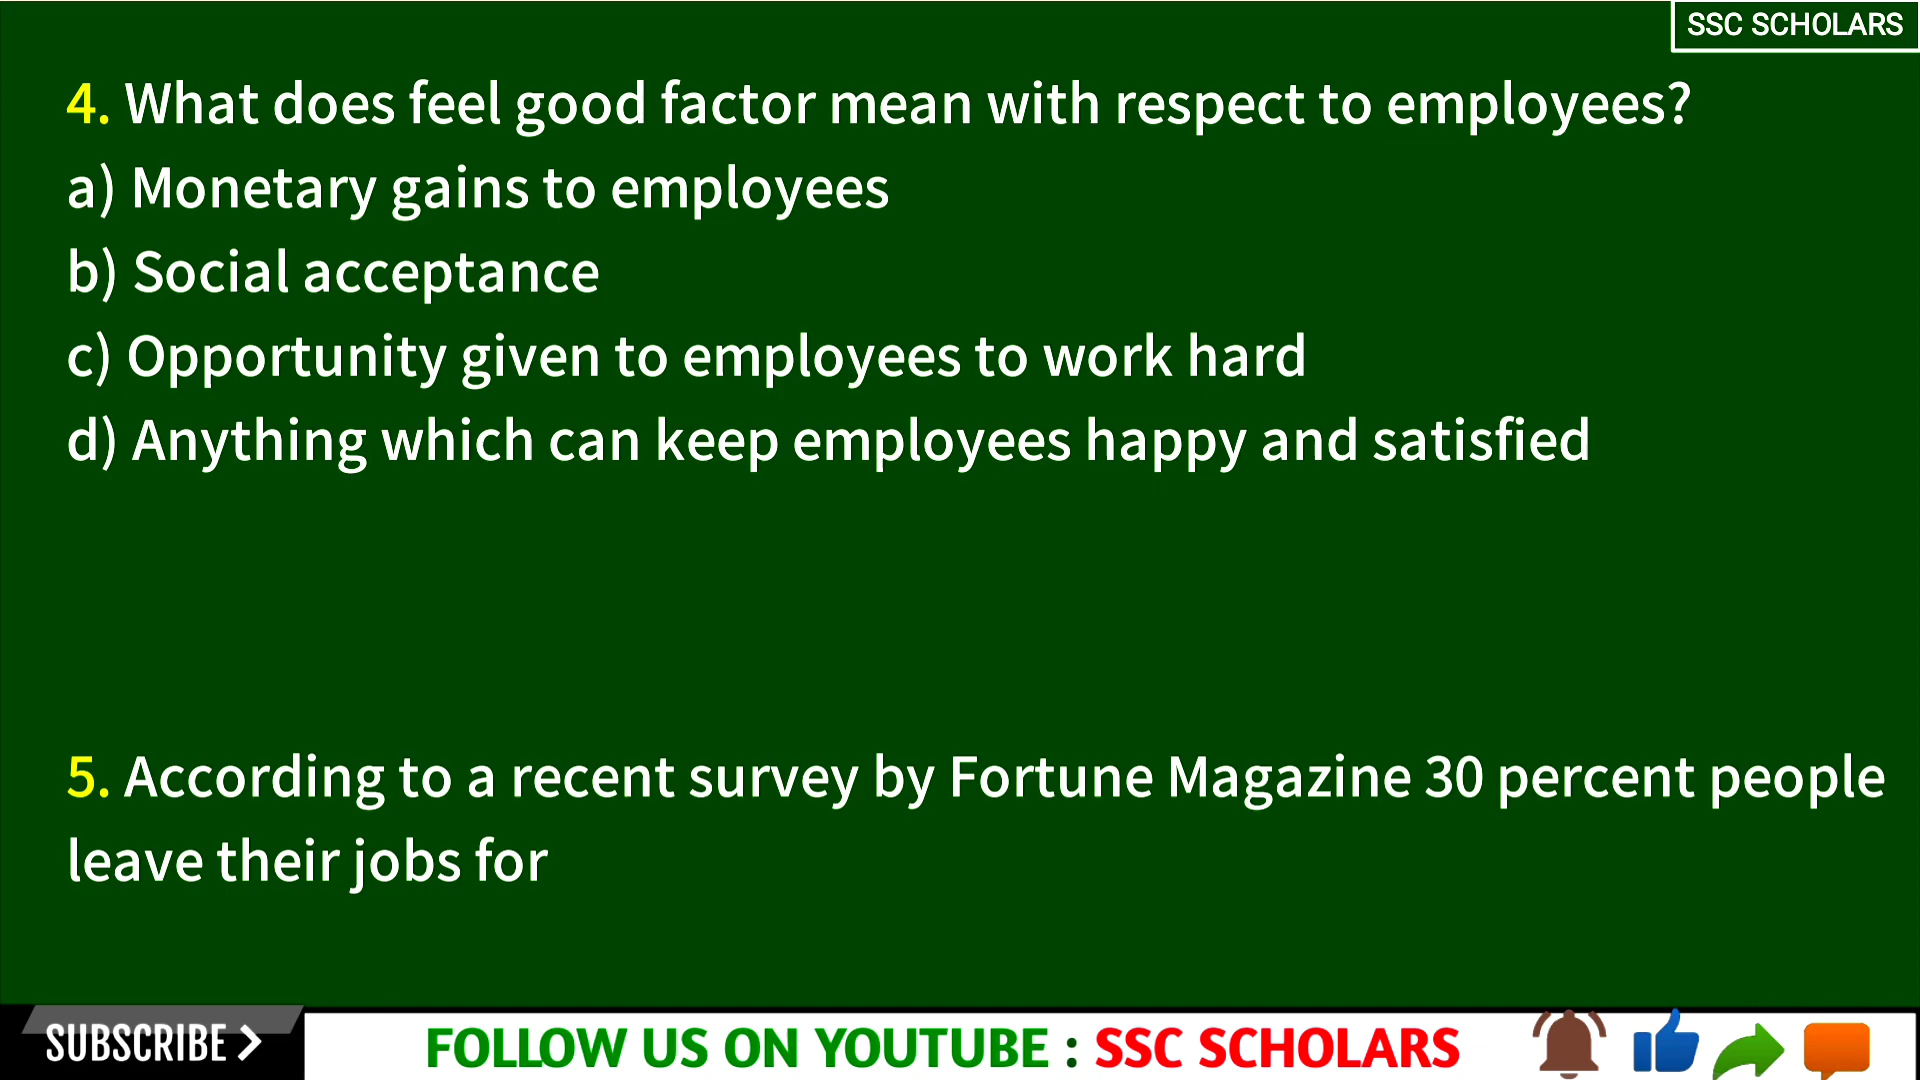 SSC SCHOLARS
4. What does feel good factor mean with respect to employees?
a) Monetary gains to employees
b) Social acceptance
c) Opportunity given to employees to work hard
d) Anything which can keep employees happy and satisfied
5. According to a recent survey by Fortune Magazine 30 percent people
leave their jobs for
SUBSCRIBE
FOLLOW US ON YOUTUBE : SSC SCHOLARS